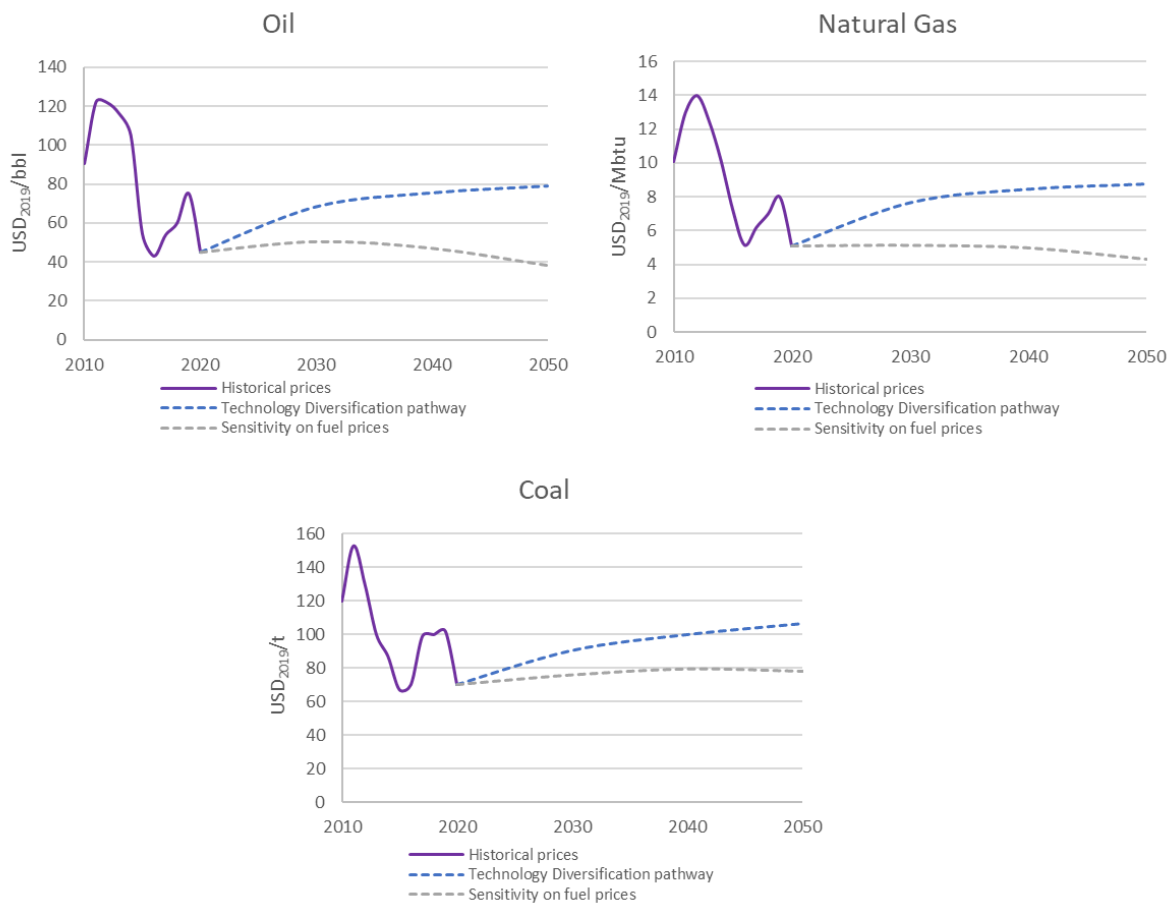 Oil
140
120
100
80
60
40
20
0
USD2019/bbl
2010 2020 2030 2040 2050
Historical prices
Technology Diversification pathway
Sensitivity on fuel prices
Natural Gas
16
14
12
10
8
6
4
2
0
USD2019/Mbtu
2010 2020 2030 2040 2050
Historical prices
Technology Diversification pathway
Sensitivity on fuel prices
Coal
160
140
120
100
80
60
40
20
0
USD2019/t
2010 2020 2030 2040 2050
Historical prices
Technology Diversification pathway
Sensitivity on fuel prices